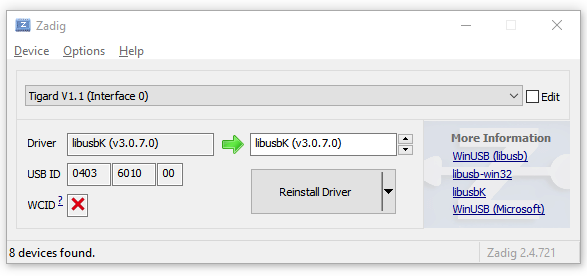 Zadig
Device Options Help
Tigard V1.1 (Interface 0) Edit
Driver libusbK (v3.0.7.0) libusbK (v3.0.7.0) More Information
WinUSB (libusb)
USB ID 0403 6010 00 libusb-win32
Reinstall Driver libusbK
WCID ? WinUSB (Microsoft)
8 devices found. Zadig 2.4.721